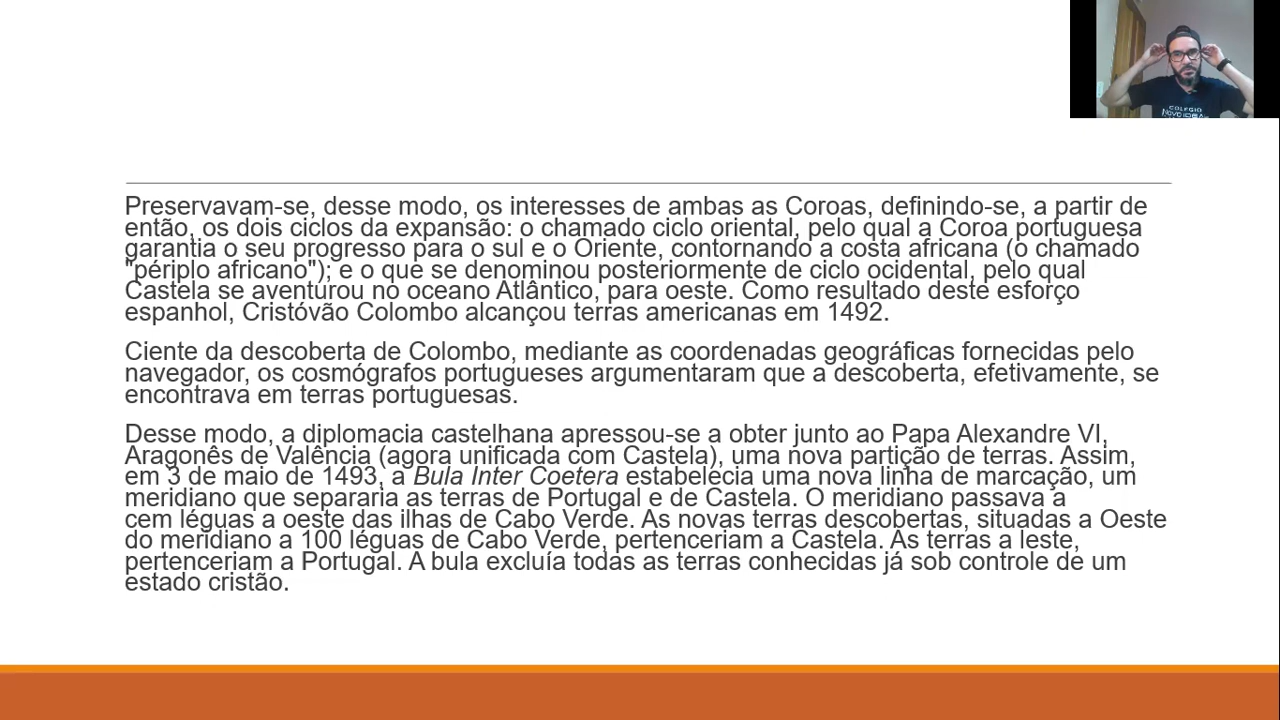 COLÉGIO
NOVO IDEAL
Preservavam-se, desse modo, os interesses de ambas as Coroas, definindo-se, a partir de
então, os dois ciclos da expansão: o chamado ciclo oriental, pelo qual a Coroa portuguesa
garantia o seu progresso para o sul e o Oriente, contornando a costa africana (o chamado
"périplo africano"); e o que se denominou posteriormente de ciclo ocidental, pelo qual
Castela se aventurou no oceano Atlântico, para oeste. Como resultado deste esforço
espanhol, Cristóvão Colombo alcançou terras americanas em 1492.
Ciente da descoberta de Colombo, mediante as coordenadas geográficas fornecidas pelo
navegador, os cosmógrafos portugueses argumentaram que a descoberta, efetivamente, se
encontrava em terras portuguesas.
Desse modo, a diplomacia castelhana apressou-se a obter junto ao Papa Alexandre VI,
Aragonês de Valência (agora unificada com Castela), uma nova partição de terras. Assim,
em 3 de maio de 1493, a Bula Inter Coetera estabelecia uma nova linha de marcação, um
meridiano que separaria as terras de Portugal e de Castela. O meridiano passava a
cem léguas a oeste das ilhas de Cabo Verde. As novas terras descobertas, situadas a Oeste
do meridiano a 100 léguas de Cabo Verde, pertenceriam a Castela. As terras a leste,
pertenceriam a Portugal. A bula excluía todas as terras conhecidas já sob controle de um
estado cristão.